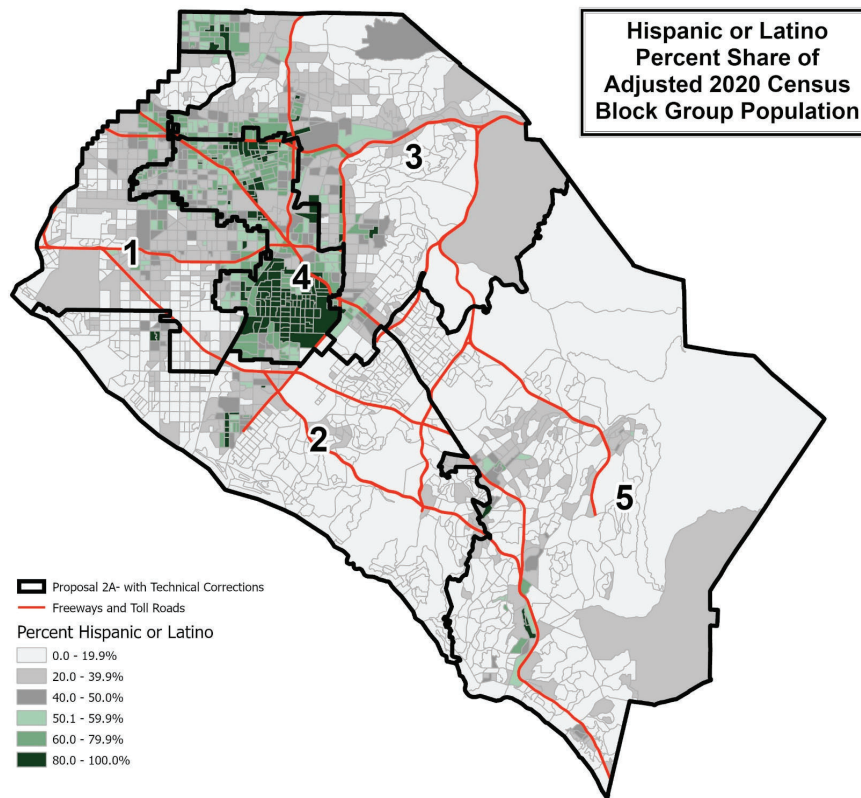 Hispanic or Latino
Percent Share of
Adjusted 2020 Census
Block Group Population
3
1
4
2
5
Proposal 2A- with Technical Corrections
Freeways and Toll Roads
Percent Hispanic or Latino
0.0 - 19.9%
20.0 - 39.9%
40.0 - 50.0%
50.1 - 59.9%
60.0 - 79.9%
80.0 - 100.0%